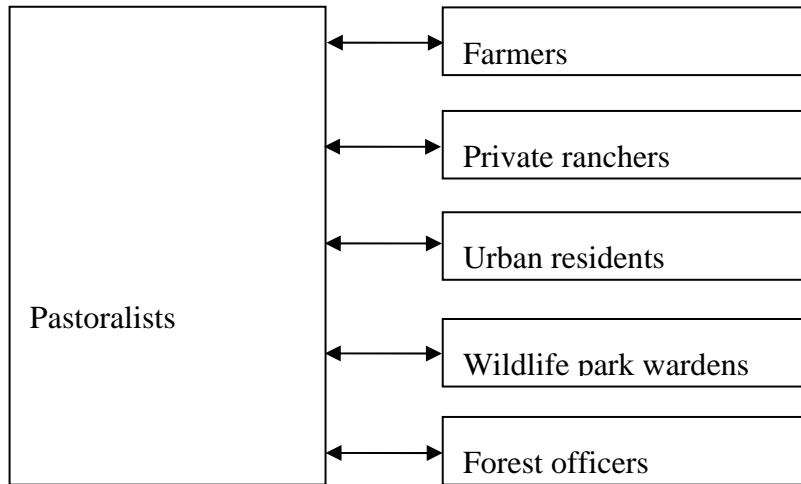 Farmers
Private ranchers
Urban residents
Pastoralists
Wildlife park wardens
Forest officers